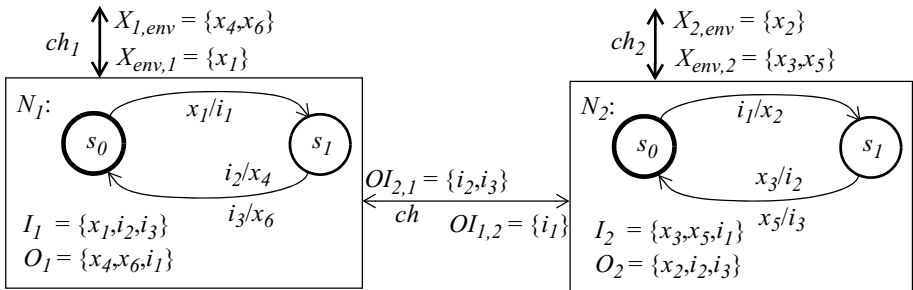 X1,env = {x4,x6}
ch1
Xenv,1 = {x1}
X2,env = {x2}
ch2
Xenv,2 = {x3,x5}
N1:
x1/i1
s0
s1
i2/x4
i3/x6
I1 = {x1,i2,i3}
O1 = {x4,x6,i1}
OI2,1 = {i2,i3}
ch
OI1,2 = {i1}
N2:
i1/x2
s0
s1
x3/i2
x5/i3
I2 = {x3,x5,i1}
O2 = {x2,i2,i3}